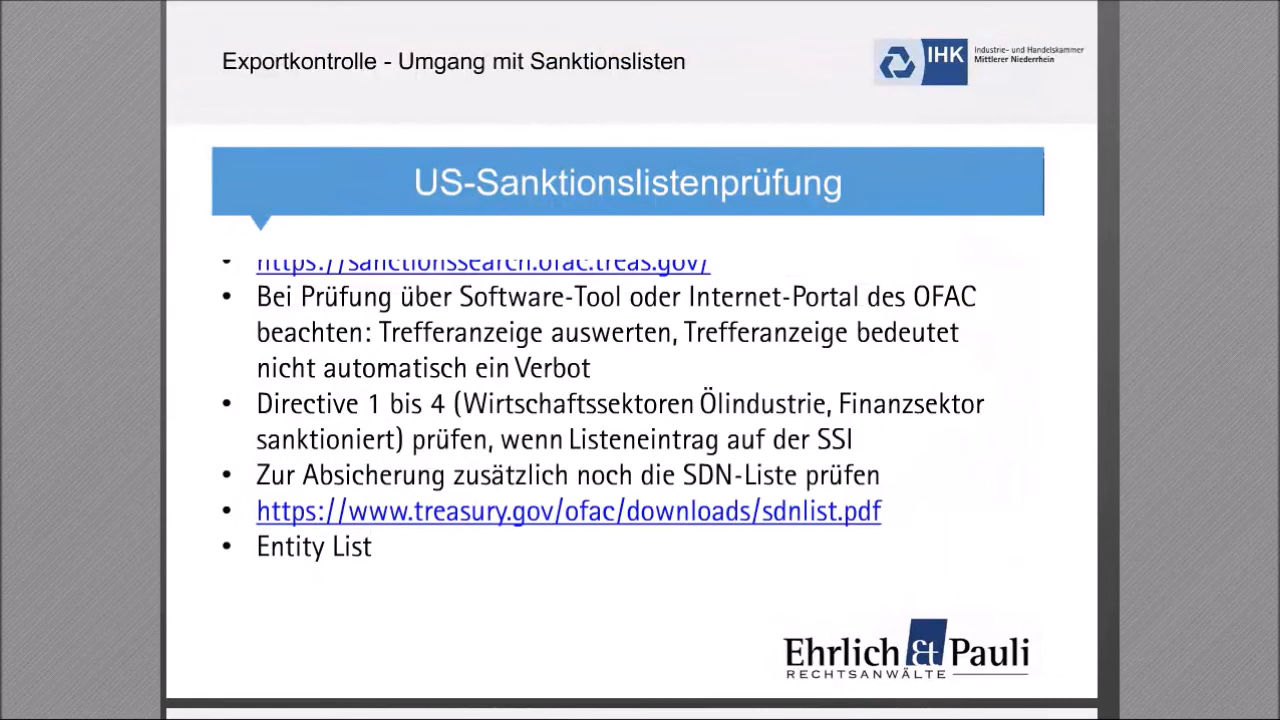 Exportkontrolle - Umgang mit Sanktionslisten
IHK
Industrie- und Handelskammer
Mittlerer Niederrhein
US-Sanktionslistenprüfung
• https://sanctionssearch.ofac.treas.gov/
• Bei Prüfung über Software-Tool oder Internet-Portal des OFAC
beachten: Trefferanzeige auswerten, Trefferanzeige bedeutet
nicht automatisch ein Verbot
• Directive 1 bis 4 (Wirtschaftssektoren Ölindustrie, Finanzsektor
sanktioniert) prüfen, wenn Listeneintrag auf der SSI
• Zur Absicherung zusätzlich noch die SDN-Liste prüfen
• https://www.treasury.gov/ofac/downloads/sdnlist.pdf
• Entity List
Ehrlich et Pauli
RECHTSANWÄLTE